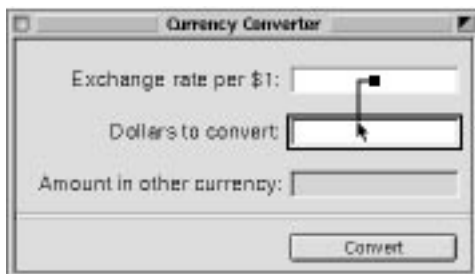 Currency Converter
Exchange rate per $1:
Dollars to convert:
Amount in other currency:
Convert